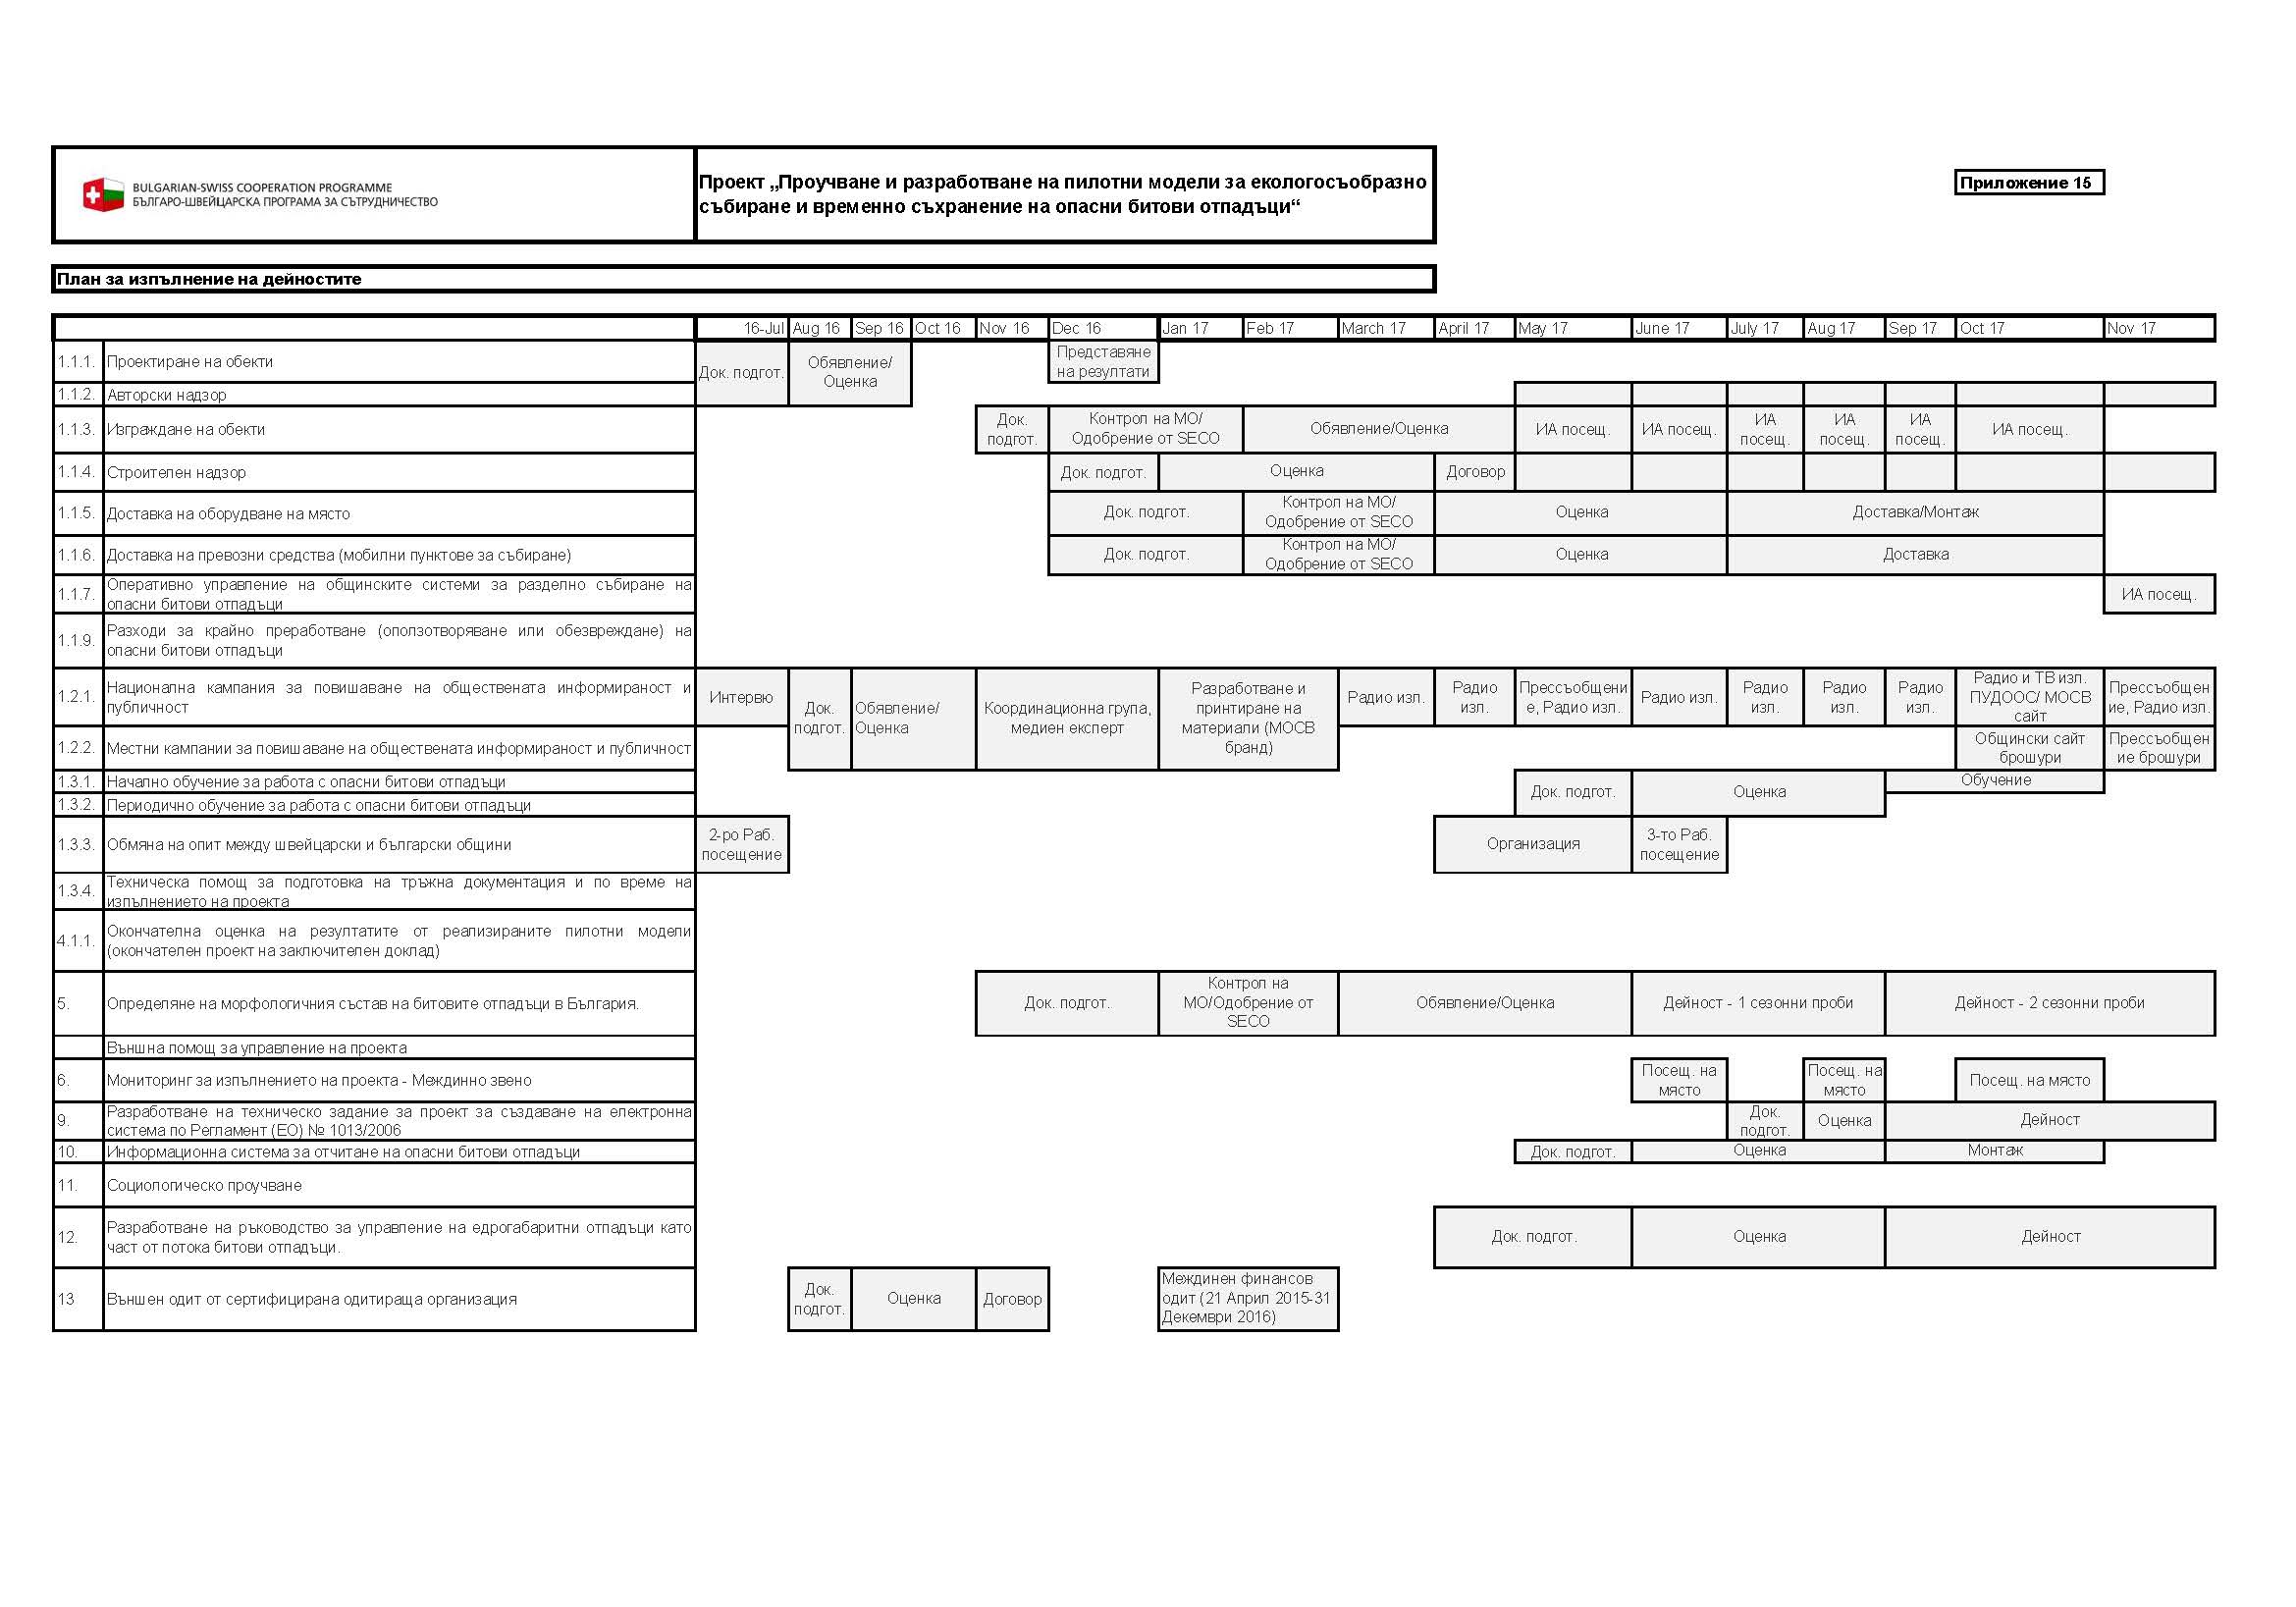 BULGARIAN-SWISS COOPERATION PROGRAMME
БЪЛГАРО-ШВЕЙЦАРСКА ПРОГРАМА ЗА СЪТРУДНИЧЕСТВО
Проект „Проучване и разработване на пилотни модели за екологосъобразно
събиране и временно съхранение на опасни битови отпадъци“
Приложение 15
План за изпълнение на дейностите
16-Jul Aug 16 Sep 16 Oct 16 Nov 16 Dec 16 Jan 17 Feb 17 March 17 April 17 May 17 June 17 July 17 Aug 17 Sep 17 Oct 17 Nov 17
1.1.1. Проектиране на обекти
Док. подгот.
Обявление/
Оценка
Представяне
на резултати
1.1.2. Авторски надзор
1.1.3. Изграждане на обекти
Док.
подгот.
Контрол на МО/
Одобрение от SECO
Обявление/Оценка
ИА посещ.
ИА посещ.
ИА
посещ.
ИА
посещ.
ИА
посещ.
ИА посещ.
1.1.4. Строителен надзор
Док. подгот.
Оценка
Договор
1.1.5. Доставка на оборудване на място
Док. подгот.
Контрол на МО/
Одобрение от SECO
Оценка
Доставка/Монтаж
1.1.6. Доставка на превозни средства (мобилни пунктове за събиране)
Док. подгот.
Контрол на МО/
Одобрение от SECO
Оценка
Доставка
1.1.7. Оперативно управление на общинските системи за разделно събиране на
опасни битови отпадъци
ИА посещ.
1.1.9. Разходи за крайно преработване (оползотворяване или обезвреждане) на
опасни битови отпадъци
1.2.1. Национална кампания за повишаване на обществената информираност и
публичност
Интервю
Док.
подгот.
Обявление/
Оценка
Координационна група,
медиен експерт
Разработване и
принтиране на
материали (МОСВ
бранд)
Радио изл.
Радио
изл.
Прессъобщени
е, Радио изл.
Радио изл.
Радио
изл.
Радио
изл.
Радио
изл.
Радио и ТВ изл.
ПУДООС/ МОСВ
сайт
Прессъобщен
ие, Радио изл.
1.2.2. Местни кампании за повишаване на обществената информираност и публичност
Общински сайт
брошури
Прессъобщен
ие брошури
1.3.1. Начално обучение за работа с опасни битови отпадъци
Док. подгот.
Оценка
Обучение
1.3.2. Периодично обучение за работа с опасни битови отпадъци
1.3.3. Обмяна на опит между швейцарски и български общини
2-ро Раб.
посещение
Организация
3-то Раб.
посещение
1.3.4. Техническа помощ за подготовка на тръжна документация и по време на
изпълнението на проекта
4.1.1. Окончателна оценка на резултатите от реализираните пилотни модели
(окончателен проект на заключителен доклад)
5. Определяне на морфологичния състав на битовите отпадъци в България.
Док. подгот.
Контрол на
МО/Одобрение от
SECO
Обявление/Оценка
Дейност - 1 сезонни проби
Дейност - 2 сезонни проби
Външна помощ за управление на проекта
6. Мониторинг за изпълнението на проекта - Междинно звено
Посещ. на
място
Посещ. на
място
Посещ. на място
9. Разработване на техническо задание за проект за създаване на електронна
система по Регламент (ЕО) № 1013/2006
Док.
подгот.
Оценка
Дейност
10. Информационна система за отчитане на опасни битови отпадъци
Док. подгот.
Оценка
Монтаж
11. Социологическо проучване
12. Разработване на ръководство за управление на едрогабаритни отпадъци като
част от потока битови отпадъци.
Док. подгот.
Оценка
Дейност
13 Външен одит от сертифицирана одитираща организация
Док.
подгот.
Оценка
Договор
Междинен финансов
одит (21 Април 2015-31
Декември 2016)